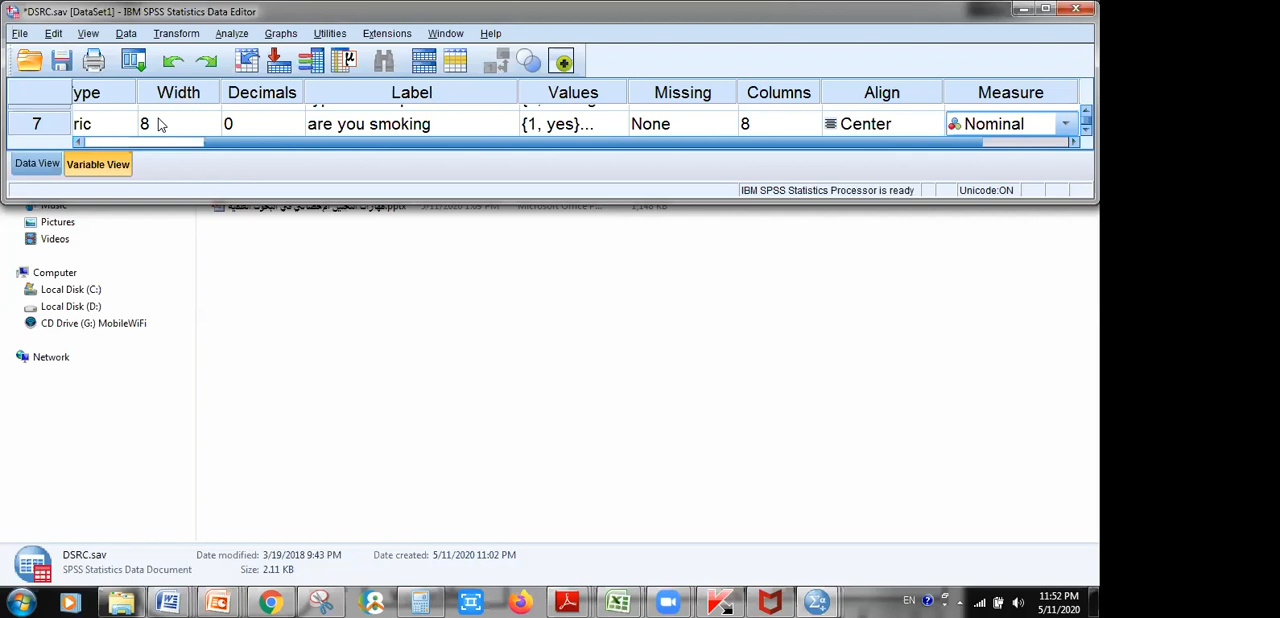 *DSRC.sav [DataSet1] - IBM SPSS Statistics Data Editor
File Edit View Data Transform Analyze Graphs Utilities Extensions Window Help
ype Width Decimals Label Values Missing Columns Align Measure
7 ric 8 0 are you smoking {1, yes}... None 8 Center Nominal
Data View Variable View
IBM SPSS Statistics Processor is ready Unicode:ON
Pictures
Videos
Computer
Local Disk (C:)
Local Disk (D:)
CD Drive (G:) MobileWiFi
Network
DSRC.sav Date modified: 3/19/2018 9:43 PM Date created: 5/11/2020 11:02 PM
SPSS Statistics Data Document Size: 2.11 KB
EN 11:52 PM
5/11/2020